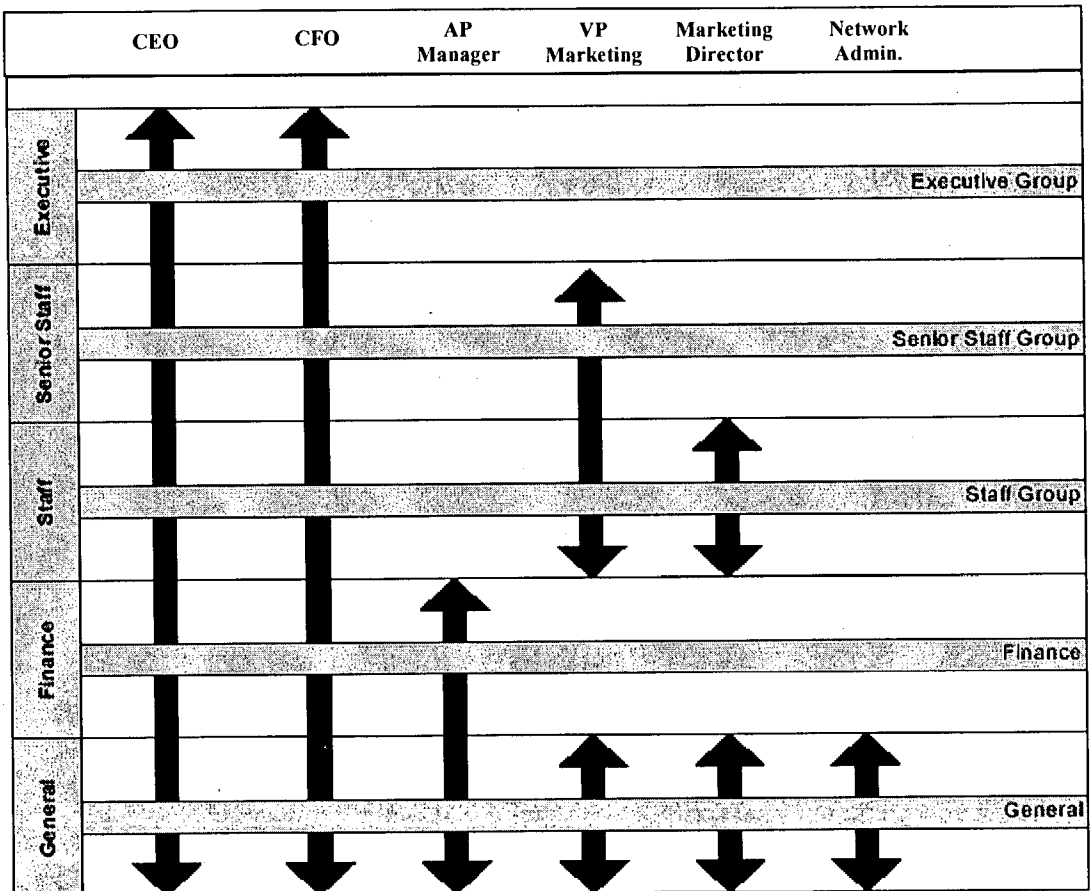 CEO
CFO
AP
Manager
VP
Marketing
Marketing
Director
Network
Admin.
Executive
Executive Group
Senior Staff
Senior Staff Group
Staff
Staff Group
Finance
Finance
General
General